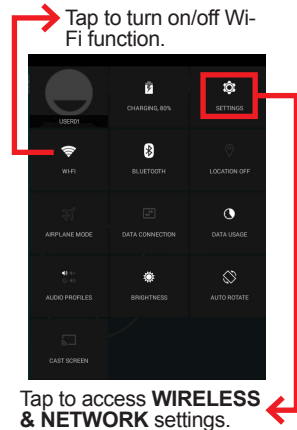 Tap to turn on/off Wi-
Fi function.
USER01
CHARGING, 80%
SETTINGS
WI-FI
BLUETOOTH
LOCATION OFF
AIRPLANE MODE
DATA CONNECTION
DATA USAGE
AUDIO PROFILES
BRIGHTNESS
AUTO ROTATE
CAST SCREEN
Tap to access WIRELESS
& NETWORK settings.